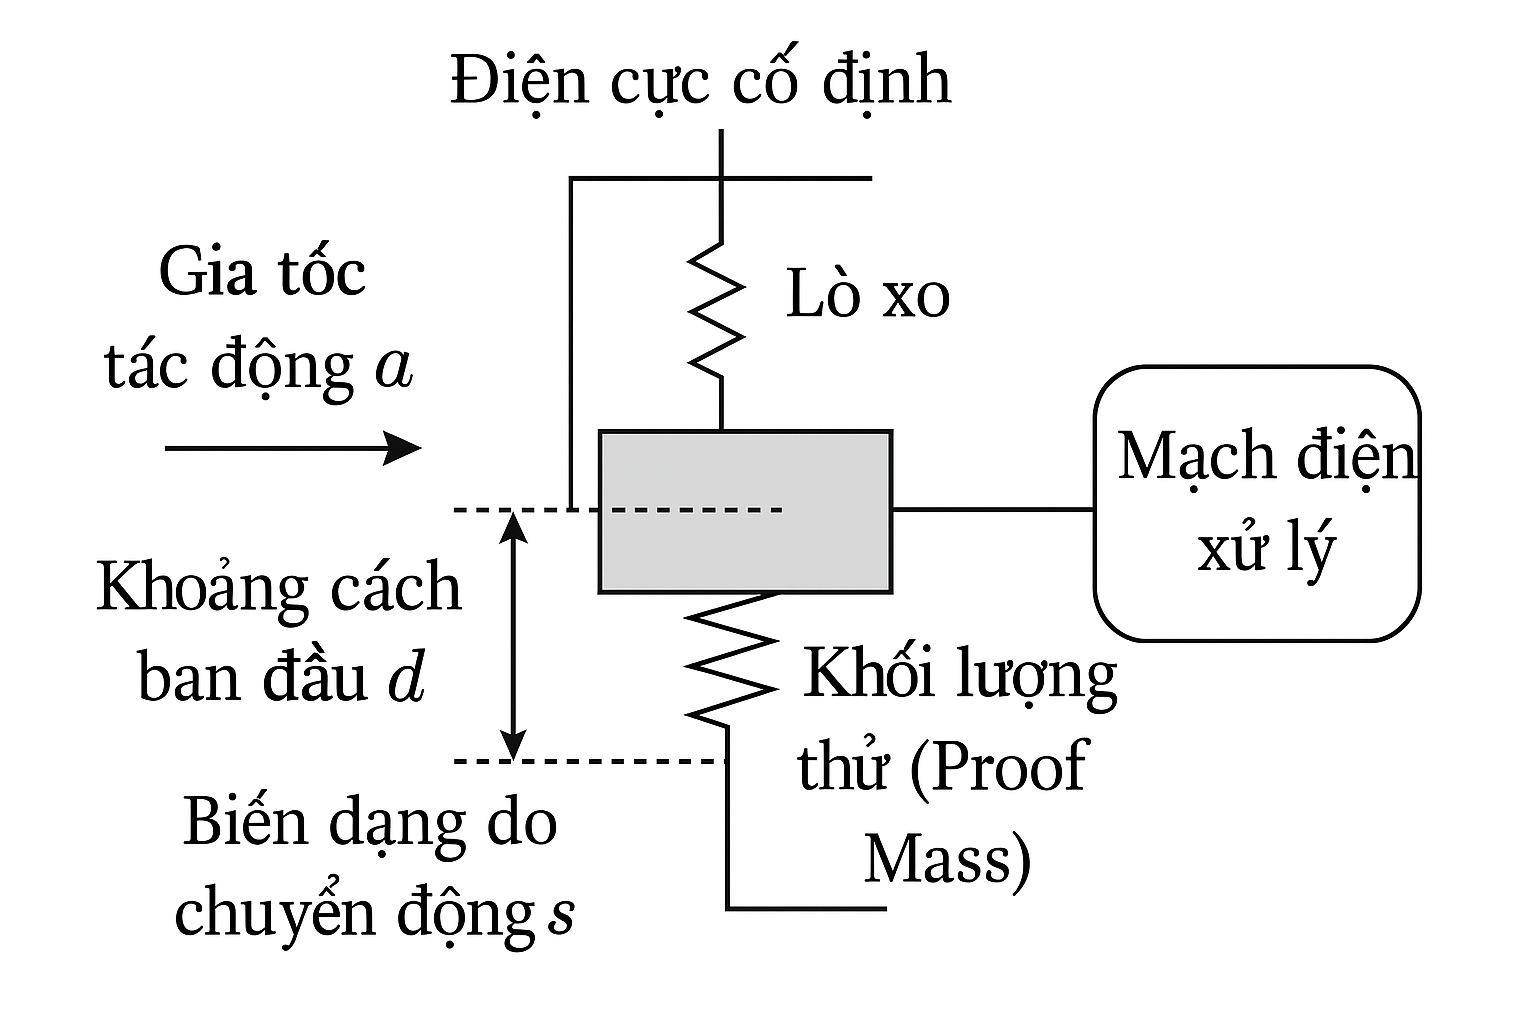 Điện cực cố định
Gia tốc
tác động a
Lò xo
Mạch điện
xử lý
Khoảng cách
ban đầu d
Khối lượng
thử (Proof
Mass)
Biến dạng do
chuyển động s